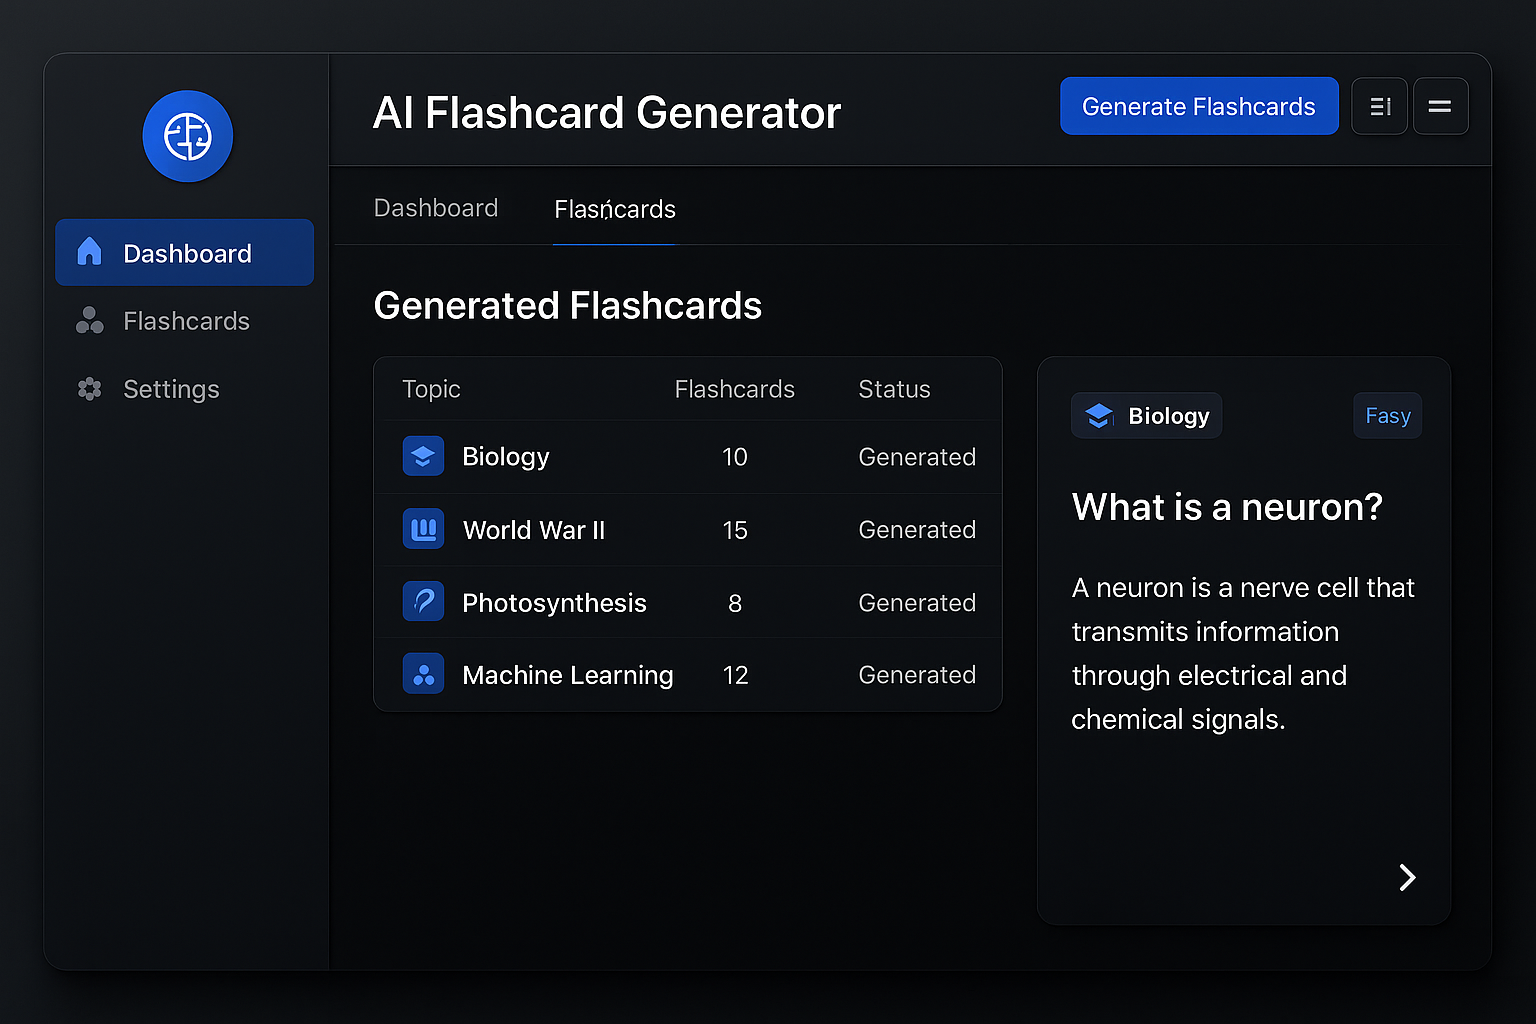 AI Flashcard Generator
Generate Flashcards
Dashboard
Flashcards
Settings
Dashboard
Generated Flashcards
Topic Flashcards Status
Biology 10 Generated
World War II 15 Generated
Photosynthesis 8 Generated
Machine Learning 12 Generated
Biology
Fasy
What is a neuron?
A neuron is a nerve cell that
transmits information
through electrical and
chemical signals.